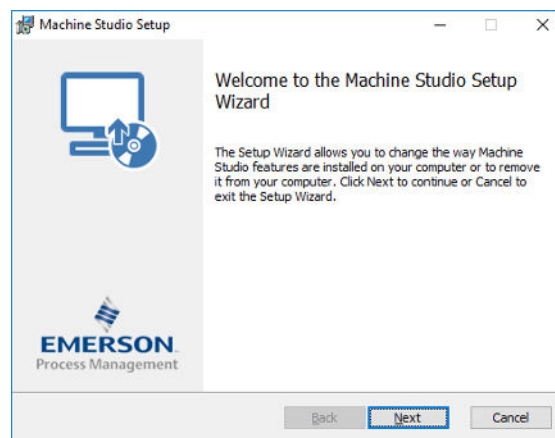 Machine Studio Setup
Welcome to the Machine Studio Setup
Wizard
The Setup Wizard allows you to change the way Machine
Studio features are installed on your computer or to remove
it from your computer. Click Next to continue or Cancel to
exit the Setup Wizard.
EMERSON
Process Management
Back
Next
Cancel